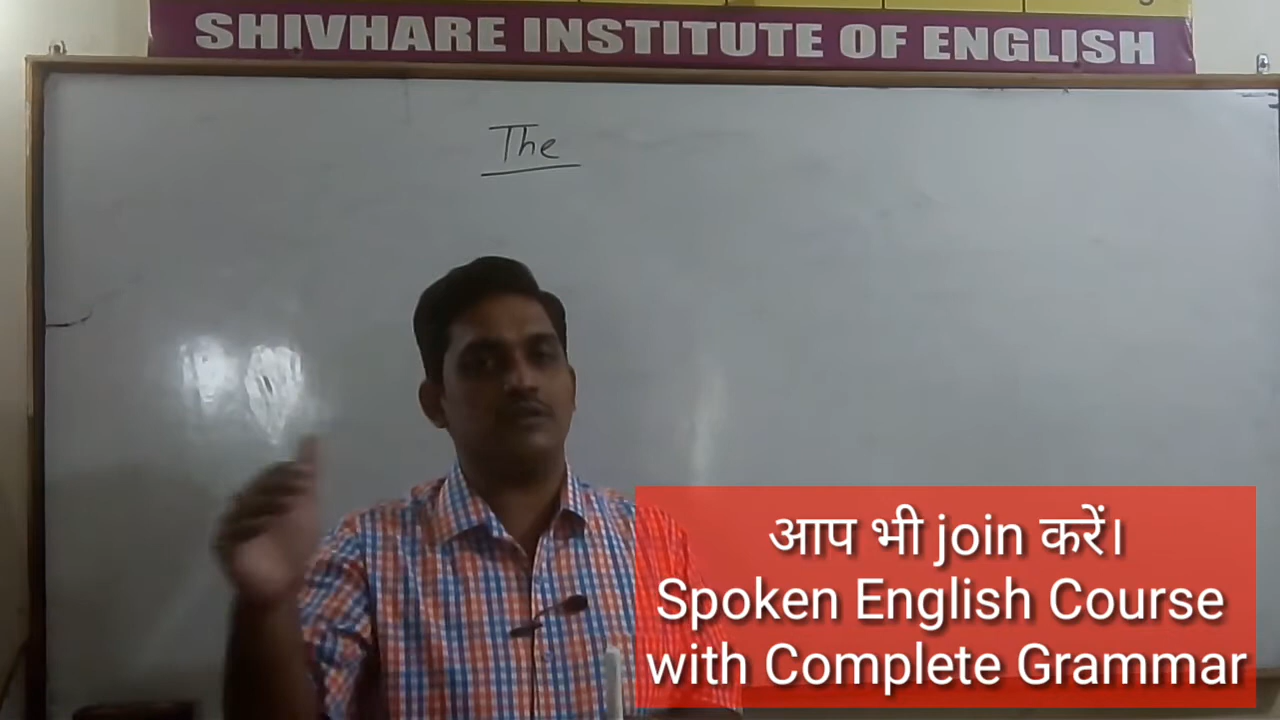 SHIVHARE INSTITUTE OF ENGLISH
The
आप भी join करें।
Spoken English Course
with Complete Grammar